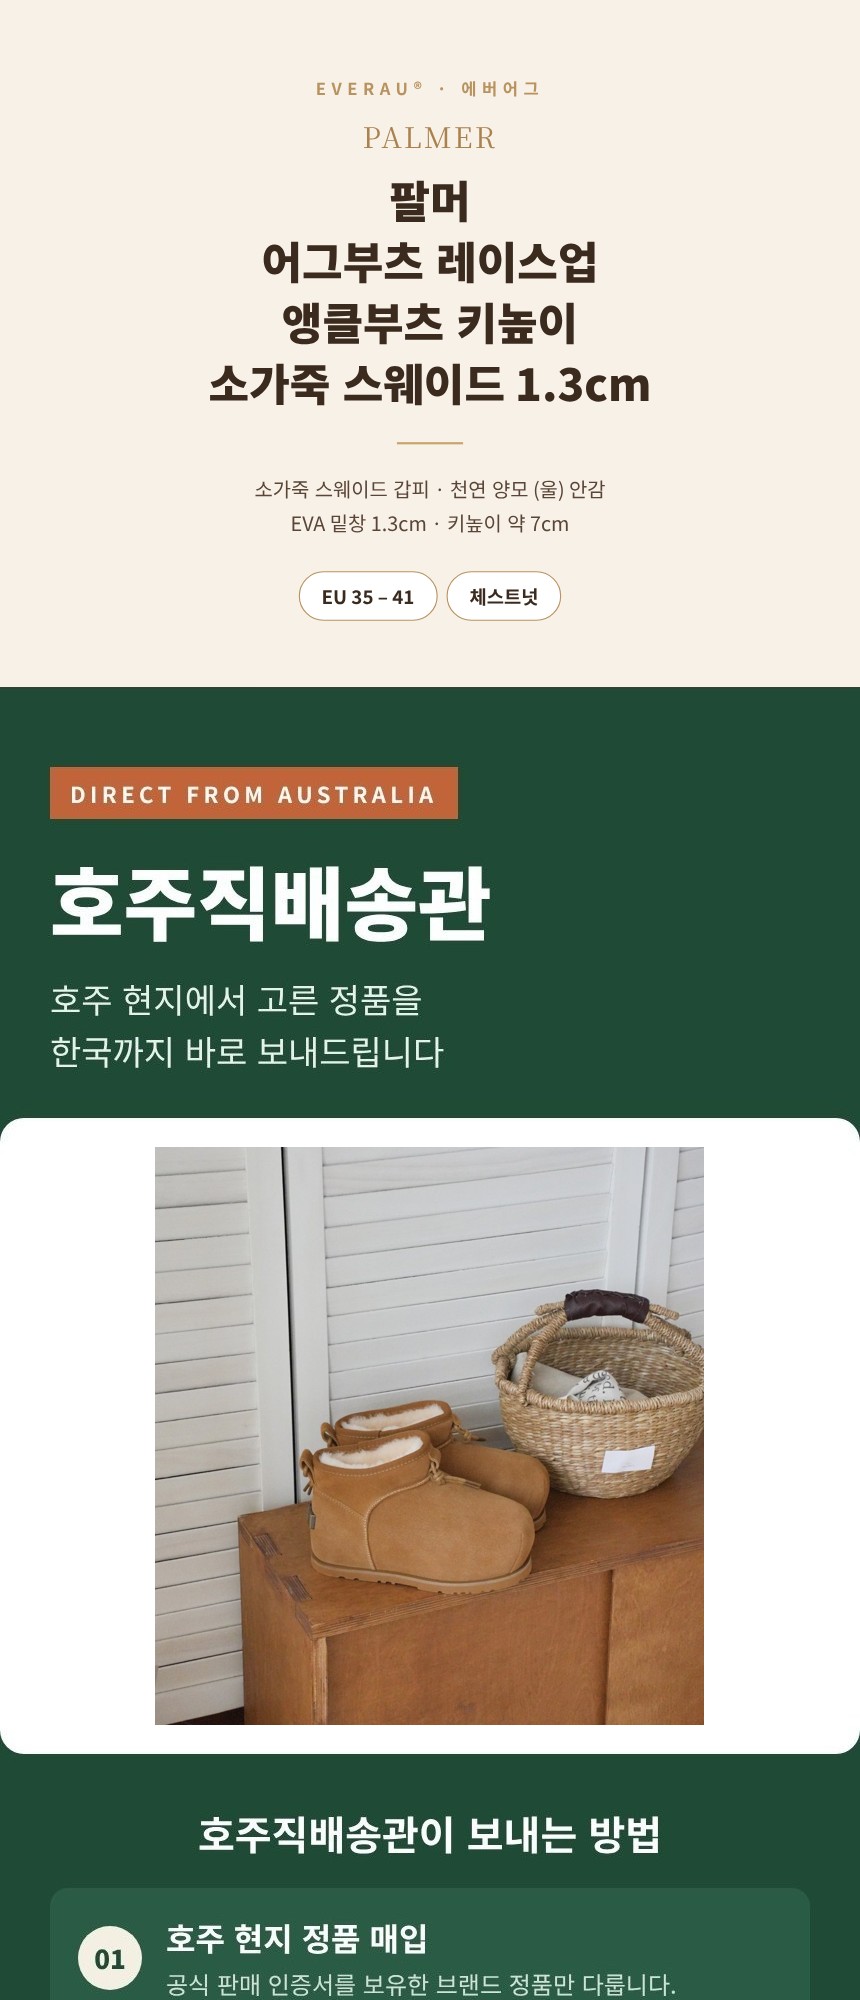 EVERAU® · 에버어그
PALMER
팔머
어그부츠 레이스업
앵클부츠 키높이
소가죽 스웨이드 1.3cm
소가죽 스웨이드 갑피 · 천연 양모 (울) 안감
EVA 밑창 1.3cm · 키높이 약 7cm
EU 35 – 41
체스트넛
DIRECT FROM AUSTRALIA
호주직배송관
호주 현지에서 고른 정품을
한국까지 바로 보내드립니다
호주직배송관이 보내는 방법
01
호주 현지 정품 매입
공식 판매 인증서를 보유한 브랜드 정품만 다룹니다.